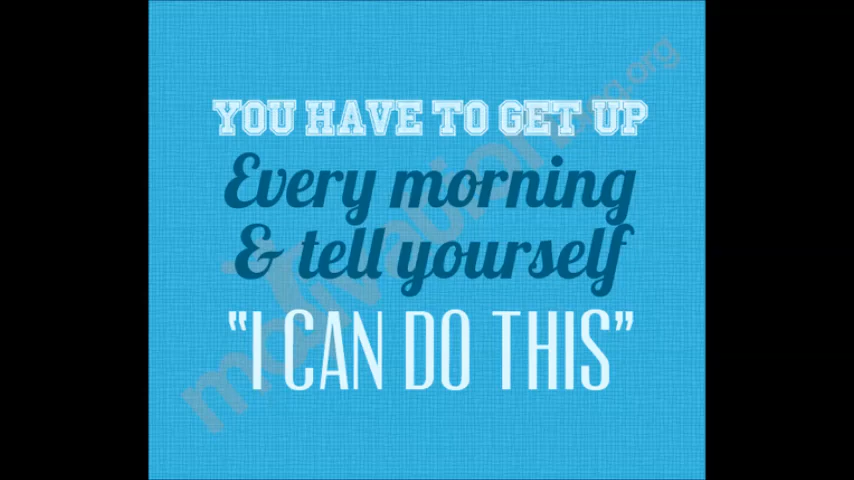 YOU HAVE TO GET UP
Every morning
& tell yourself
“I CAN DO THIS”